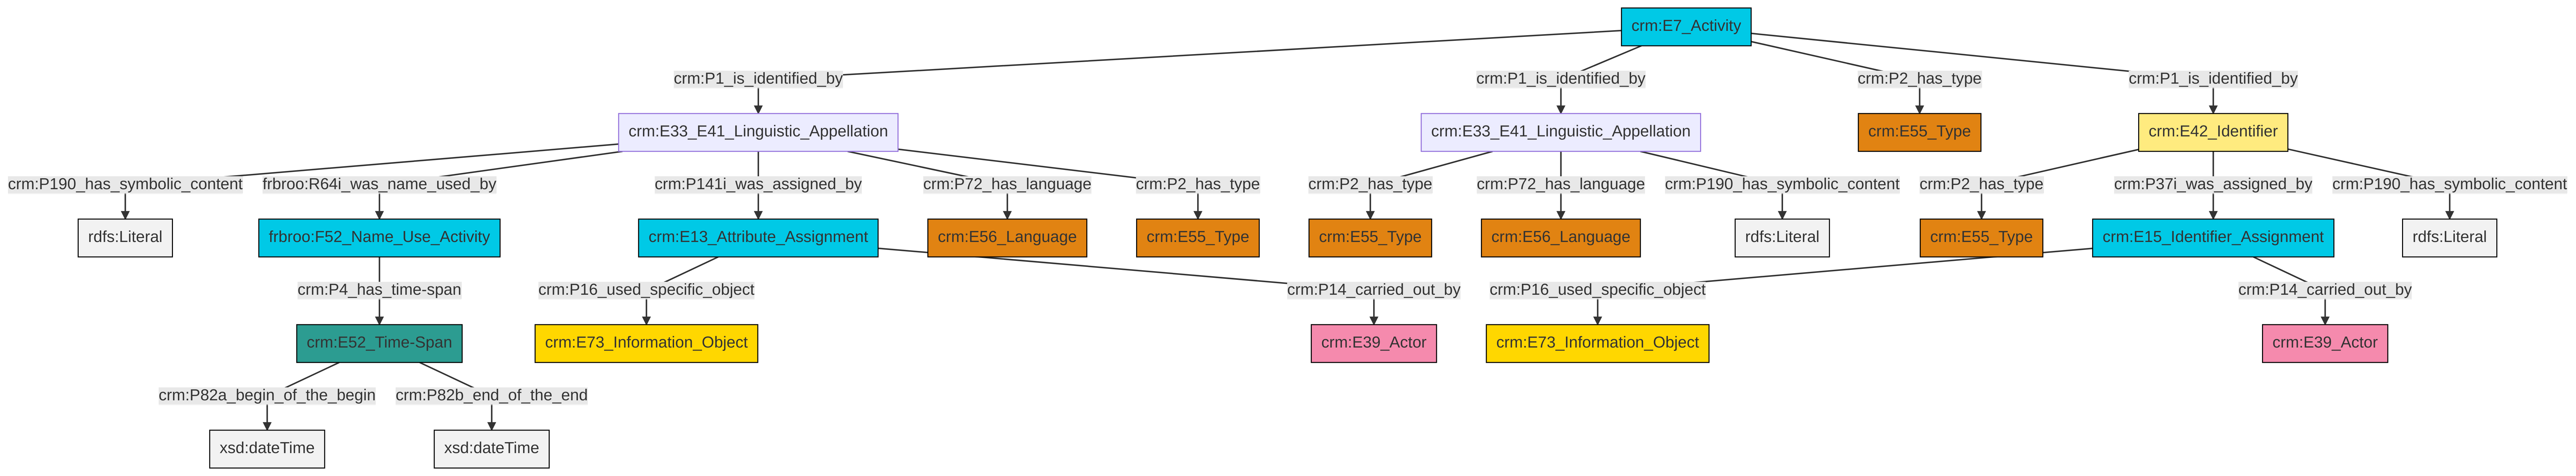 crm:E7_Activity
crm:P1_is_identified_by
crm:P1_is_identified_by
crm:P2_has_type
crm:P1_is_identified_by
crm:E33_E41_Linguistic_Appellation
crm:E33_E41_Linguistic_Appellation
crm:E55_Type
crm:E42_Identifier
crm:P190_has_symbolic_content
frbroo:R64i_was_name_used_by
crm:P141i_was_assigned_by
crm:P72_has_language
crm:P2_has_type
crm:P2_has_type
crm:P72_has_language
crm:P190_has_symbolic_content
crm:P2_has_type
crm:P37i_was_assigned_by
crm:P190_has_symbolic_content
rdfs:Literal
frbroo:F52_Name_Use_Activity
crm:E13_Attribute_Assignment
crm:E56_Language
crm:E55_Type
crm:E55_Type
crm:E56_Language
rdfs:Literal
crm:E55_Type
crm:E15_Identifier_Assignment
rdfs:Literal
crm:P4_has_time-span
crm:P16_used_specific_object
crm:P14_carried_out_by
crm:P16_used_specific_object
crm:P14_carried_out_by
crm:E52_Time-Span
crm:E73_Information_Object
crm:E39_Actor
crm:E73_Information_Object
crm:E39_Actor
crm:P82a_begin_of_the_begin
crm:P82b_end_of_the_end
xsd:dateTime
xsd:dateTime